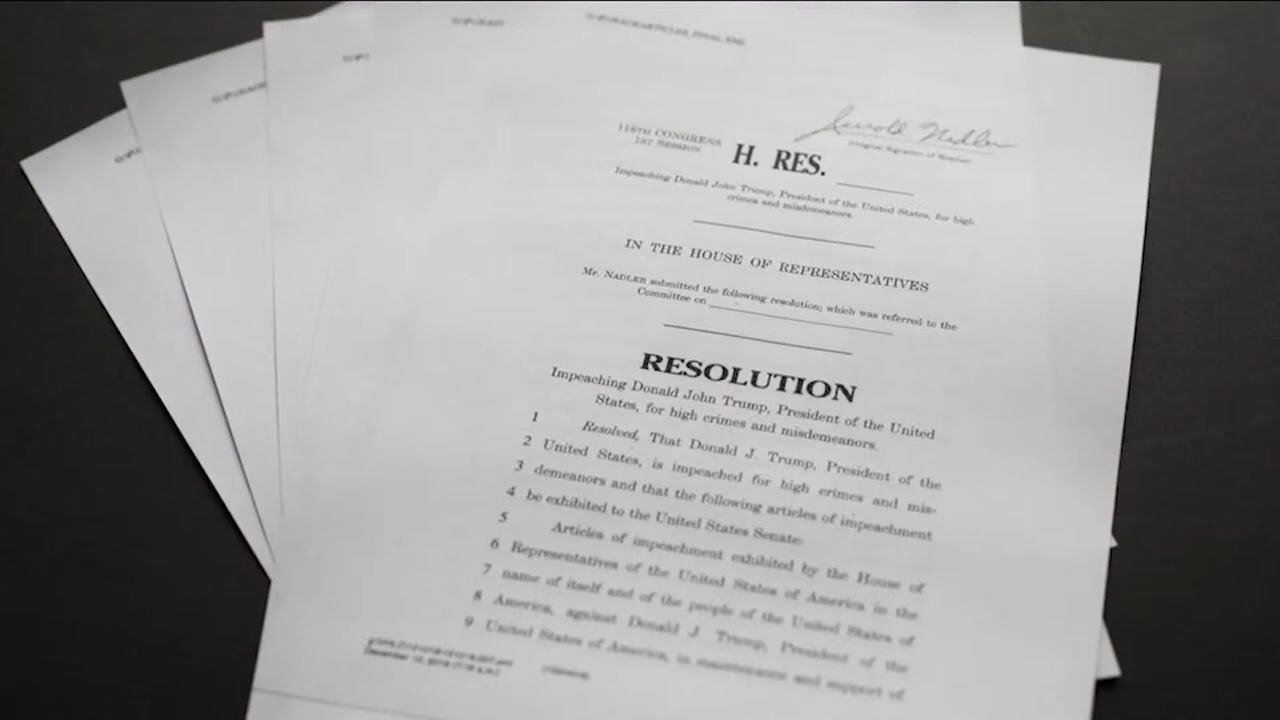 116TH CONGRESS
1ST SESSION
H. RES.
Jerrold Nadler
(Original Signature of Member)
Impeaching Donald John Trump, President of the United States, for high
crimes and misdemeanors.
IN THE HOUSE OF REPRESENTATIVES
Mr. NADLER submitted the following resolution; which was referred to the
Committee on
RESOLUTION
Impeaching Donald John Trump, President of the United
States, for high crimes and misdemeanors.
1 Resolved, That Donald J. Trump, President of the
2 United States, is impeached for high crimes and mis-
3 demeanors and that the following articles of impeachment
4 be exhibited to the United States Senate:
5 Articles of impeachment exhibited by the House of
6 Representatives of the United States of America in the
7 name of itself and of the people of the United States of
8 America, against Donald J. Trump, President of the
9 United States of America, in maintenance and support of